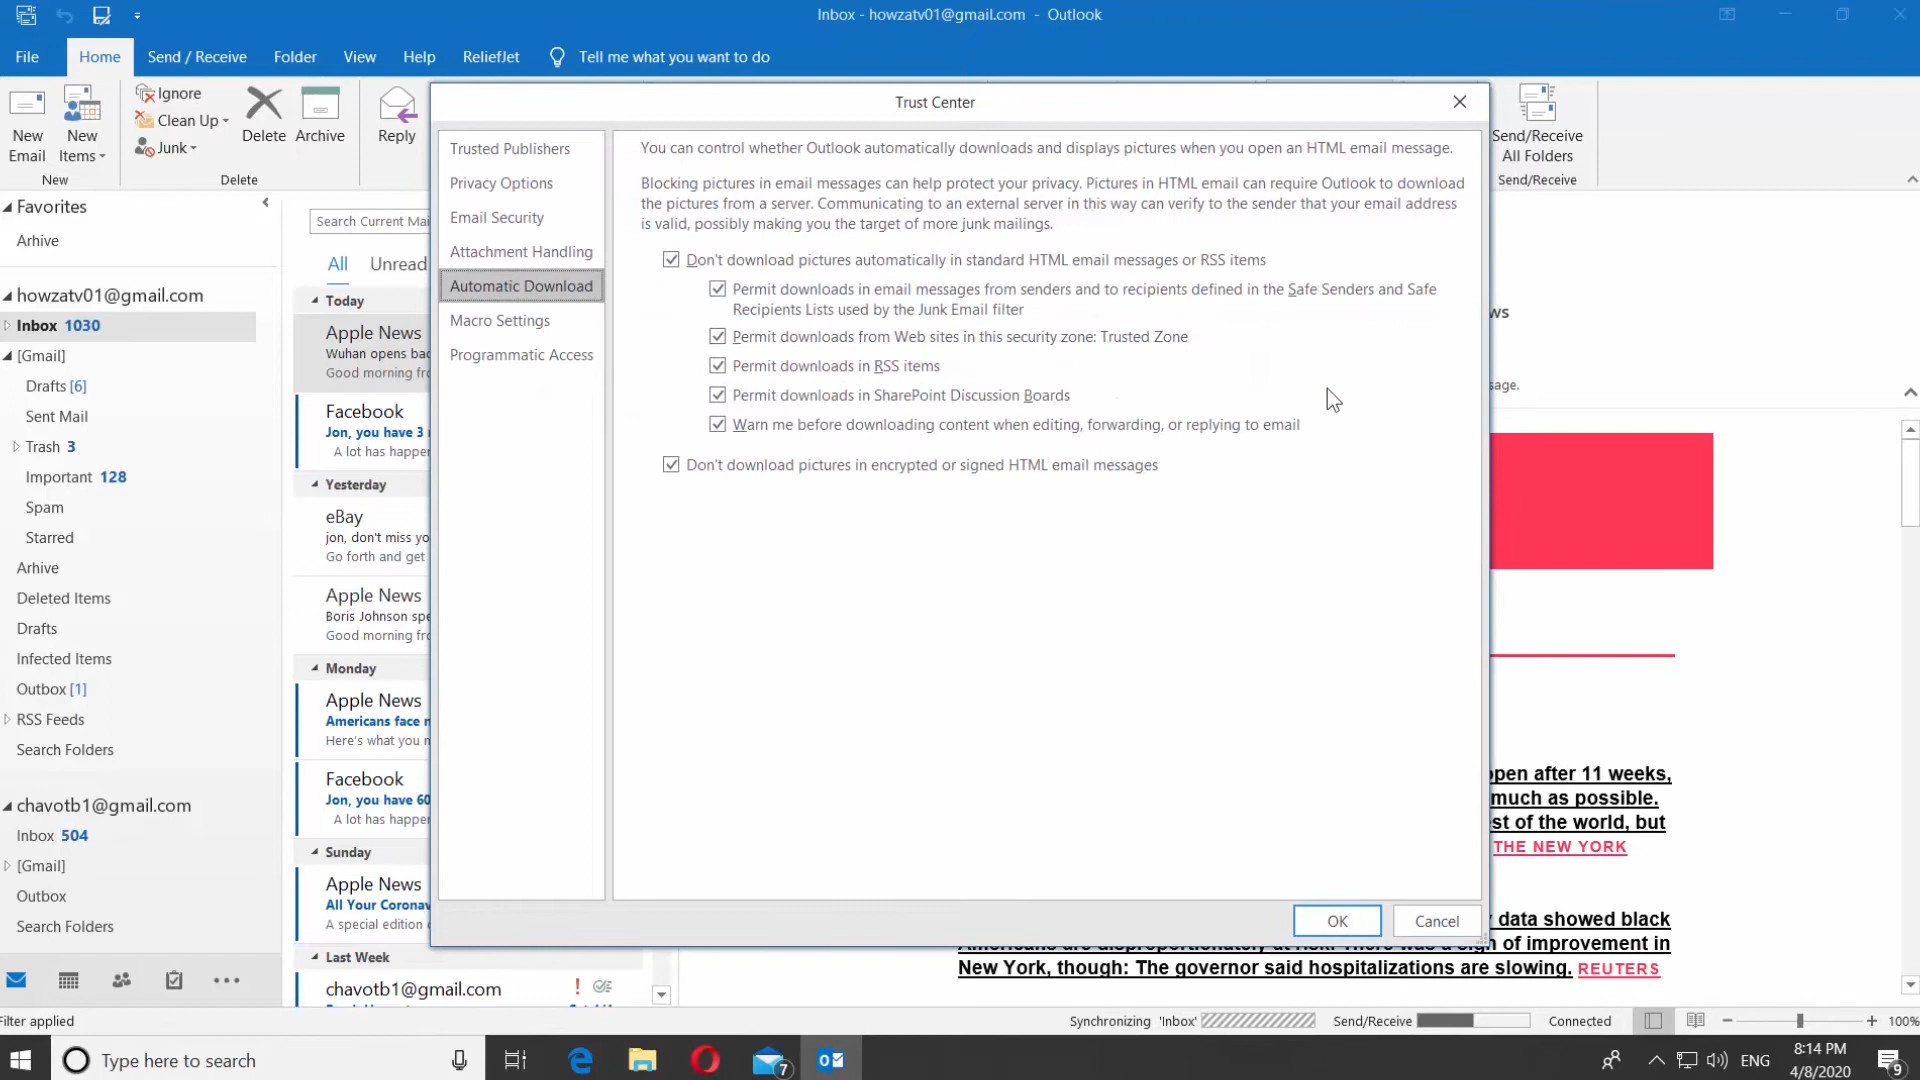 Inbox - howzatv01@gmail.com - Outlook
File Home Send / Receive Folder View Help ReliefJet Tell me what you want to do
New Email
New Items
New
Ignore
Clean Up
Junk
Delete
Archive
Delete
Reply
Send/Receive All Folders
Send/Receive
Favorites
Arhive
howzatv01@gmail.com
Inbox 1030
[Gmail]
Drafts [6]
Sent Mail
Trash 3
Important 128
Spam
Starred
Arhive
Deleted Items
Drafts
Infected Items
Outbox [1]
RSS Feeds
Search Folders
chavotb1@gmail.com
Inbox 504
[Gmail]
Outbox
Search Folders
Search Current Mai
All Unread
Today
Apple News
Wuhan opens bac
Good morning fro
Facebook
Jon, you have 3 n
A lot has happer
Yesterday
eBay
jon, don't miss yo
Go forth and get
Apple News
Boris Johnson spe
Good morning fro
Monday
Apple News
Americans face n
Here's what you n
Facebook
Jon, you have 60
A lot has happer
Sunday
Apple News
All Your Coronav
A special edition c
Last Week
chavotb1@gmail.com !
Trust Center
Trusted Publishers
Privacy Options
Email Security
Attachment Handling
Automatic Download
Macro Settings
Programmatic Access
You can control whether Outlook automatically downloads and displays pictures when you open an HTML email message.
Blocking pictures in email messages can help protect your privacy. Pictures in HTML email can require Outlook to download
the pictures from a server. Communicating to an external server in this way can verify to the sender that your email address
is valid, possibly making you the target of more junk mailings.
Don't download pictures automatically in standard HTML email messages or RSS items
Permit downloads in email messages from senders and to recipients defined in the Safe Senders and Safe
Recipients Lists used by the Junk Email filter
Permit downloads from Web sites in this security zone: Trusted Zone
Permit downloads in RSS items
Permit downloads in SharePoint Discussion Boards
Warn me before downloading content when editing, forwarding, or replying to email
Don't download pictures in encrypted or signed HTML email messages
OK Cancel
ws
sage.
open after 11 weeks,
much as possible.
est of the world, but
THE NEW YORK
data showed black
Americans are disproportionately at risk. There was a sign of improvement in
New York, though: The governor said hospitalizations are slowing. REUTERS
Filter applied
Synchronizing 'Inbox' Send/Receive Connected 100%
Type here to search
7
ENG
8:14 PM
4/8/2020
9